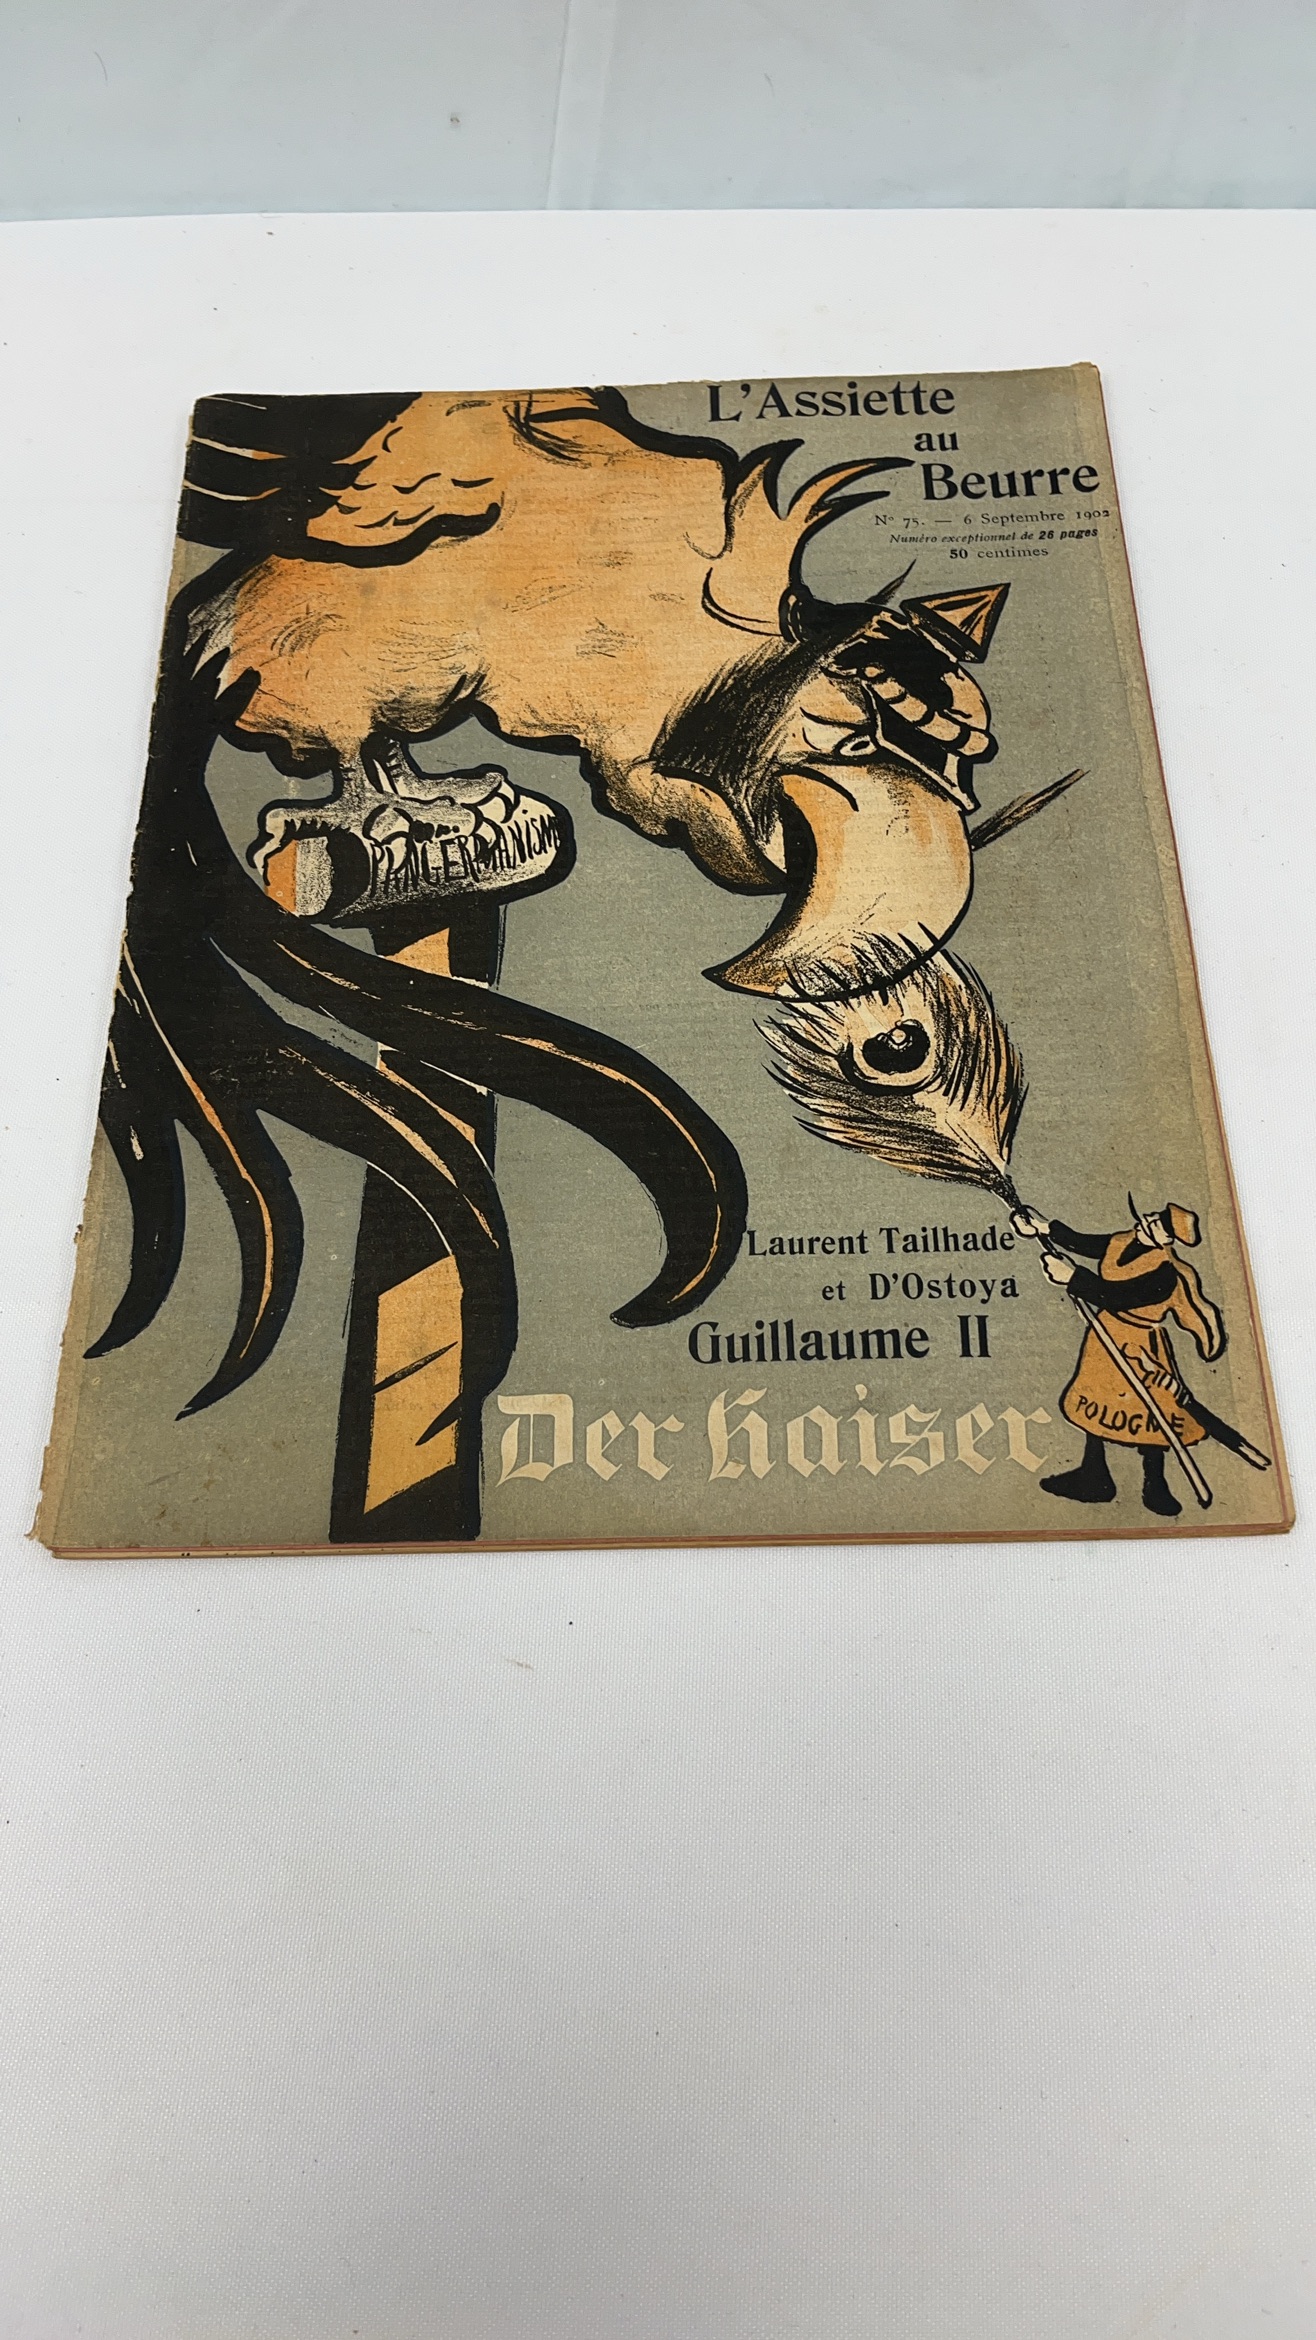 L'Assiette
au
Beurre
N° 75. — 6 Septembre 1902
Numéro exceptionnel de 26 pages
50 centimes
PANGERMANISME
Laurent Tailhade
et D'Ostoya
Guillaume II
Der Kaiser
POLOGNE